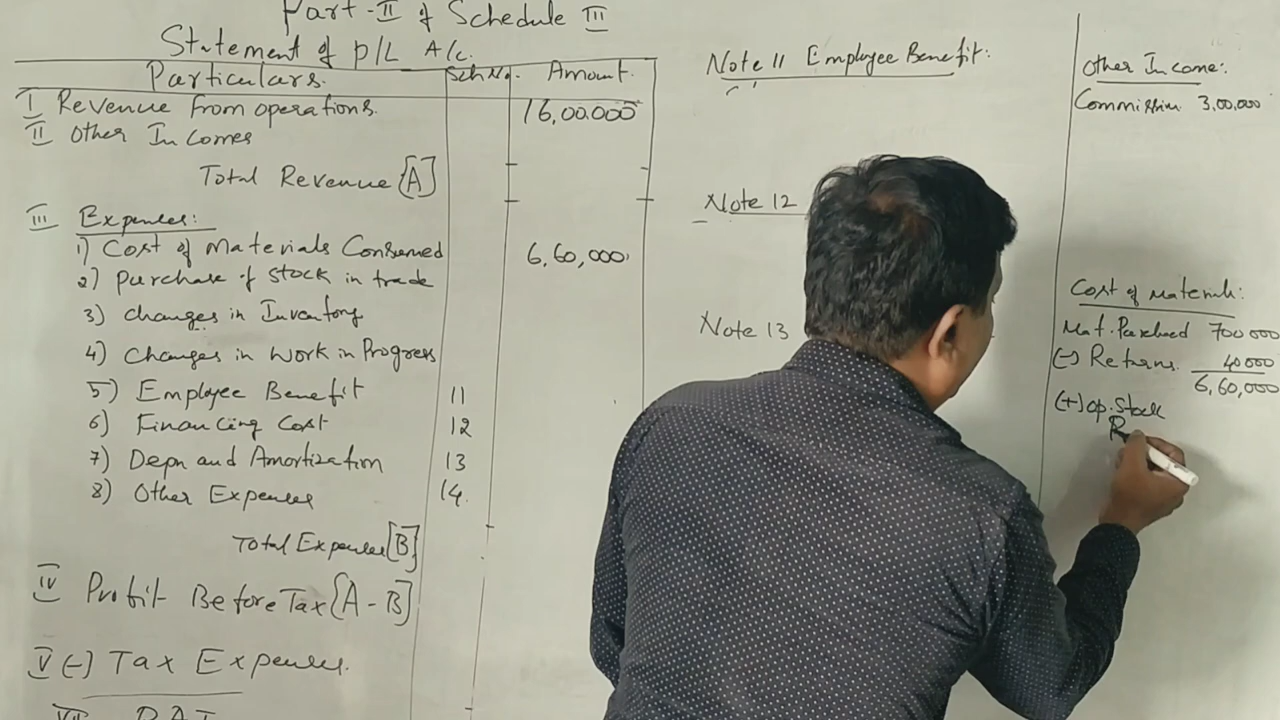 Part-II of Schedule III
Statement of P/L A/c.
Particulars. Sch No. Amount.
I Revenue from operations. 16,00,000
II Other Incomes
Total Revenue [A]
III Expenses:
1) Cost of Materials Consumed 6,60,000
2) Purchase of stock in trade
3) Changes in Inventory
4) Changes in Work in Progress
5) Employee Benefit 11
6) Financing Cost 12
7) Depn and Amortization 13
8) Other Expenses 14.
Total Expenses [B]
IV Profit Before Tax [A-B]
V (-) Tax Expenses.
VI PAT
Note 11 Employee Benefit:
Note 12
Note 13
Other Income:
Commission 3,00,000
Cost of Materials:
Mat. Purchased 700000
(-) Returns. 40000
6,60,000
(+) Op. Stock
R